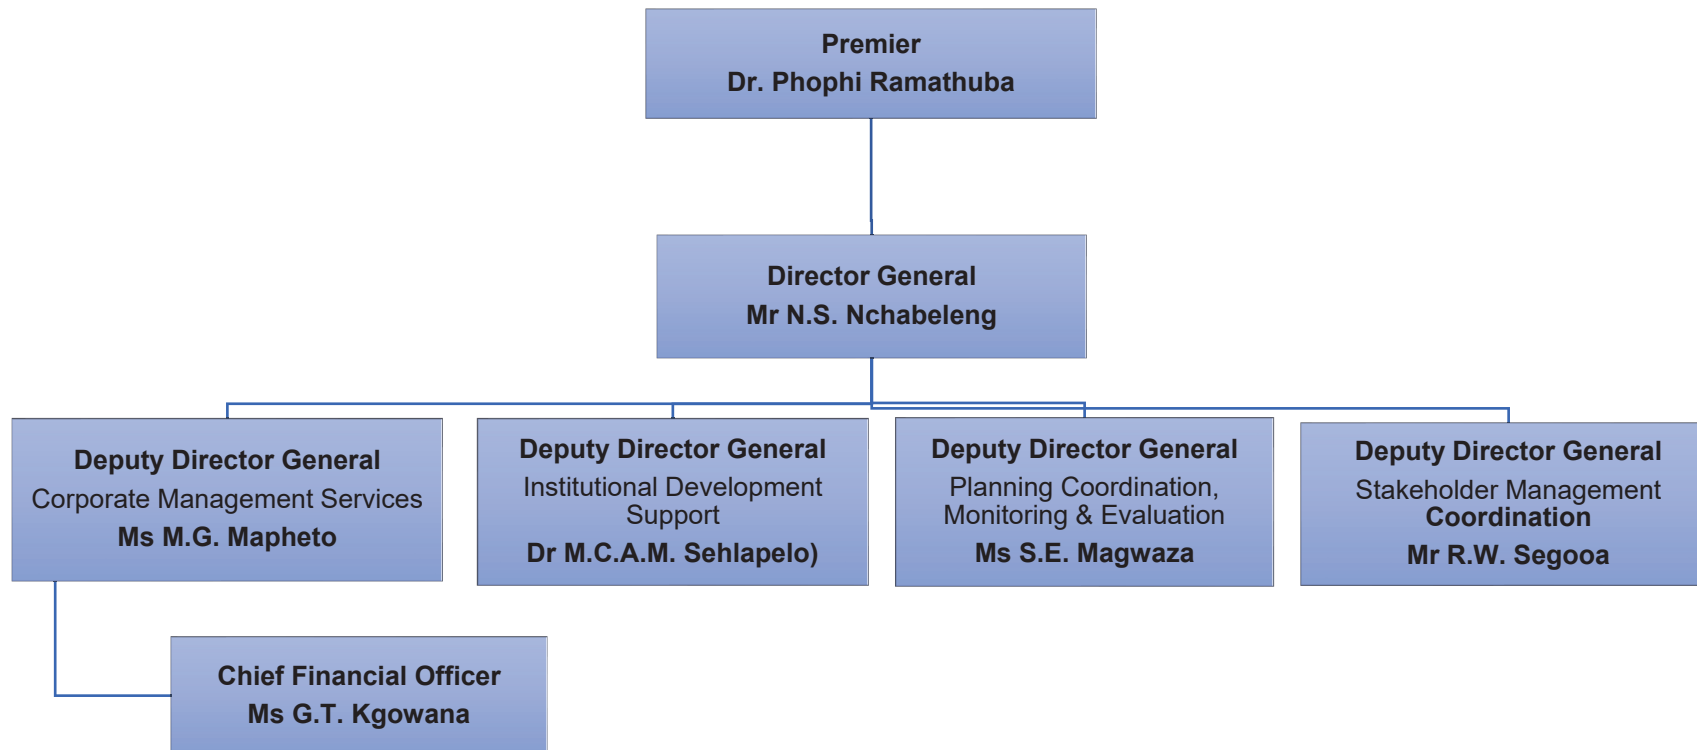 Premier
Dr. Phophi Ramathuba
Director General
Mr N.S. Nchabeleng
Deputy Director General
Corporate Management Services
Ms M.G. Mapheto
Deputy Director General
Institutional Development
Support
Dr M.C.A.M. Sehlapelo)
Deputy Director General
Planning Coordination,
Monitoring & Evaluation
Ms S.E. Magwaza
Deputy Director General
Stakeholder Management
Coordination
Mr R.W. Segooa
Chief Financial Officer
Ms G.T. Kgowana